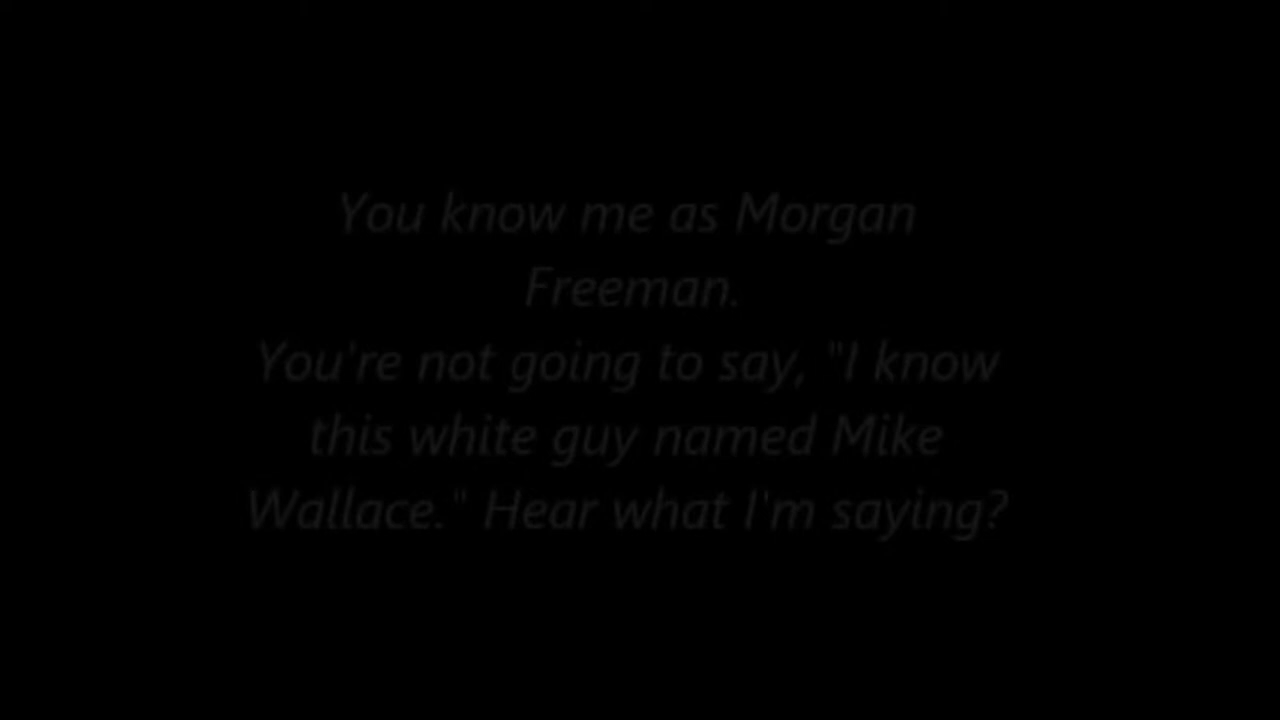 You know me as Morgan
Freeman.
You're not going to say, "I know
this white guy named Mike
Wallace." Hear what I'm saying?